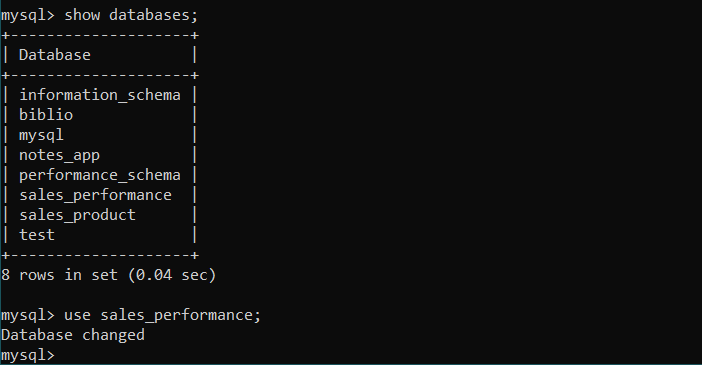 mysql> show databases;
+--------------------+
| Database           |
+--------------------+
| information_schema |
| biblio             |
| mysql              |
| notes_app          |
| performance_schema |
| sales_performance  |
| sales_product      |
| test               |
+--------------------+
8 rows in set (0.04 sec)

mysql> use sales_performance;
Database changed
mysql>